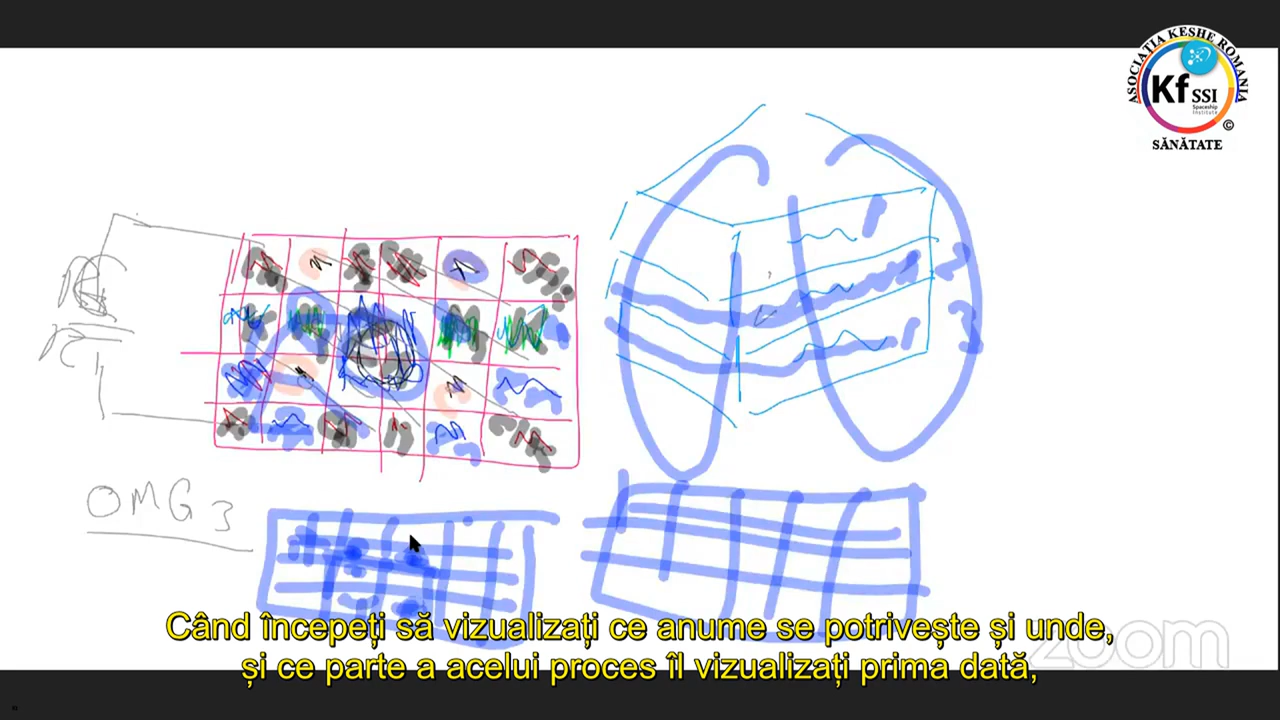 ASOCIAȚIA KESHE ROMANIA
Kf SSI
Spaceship
Institute
©
SĂNĂTATE
OMG 3
Când începeți să vizualizați ce anume se potrivește și unde,
și ce parte a acelui proces îl vizualizați prima dată,
zoom